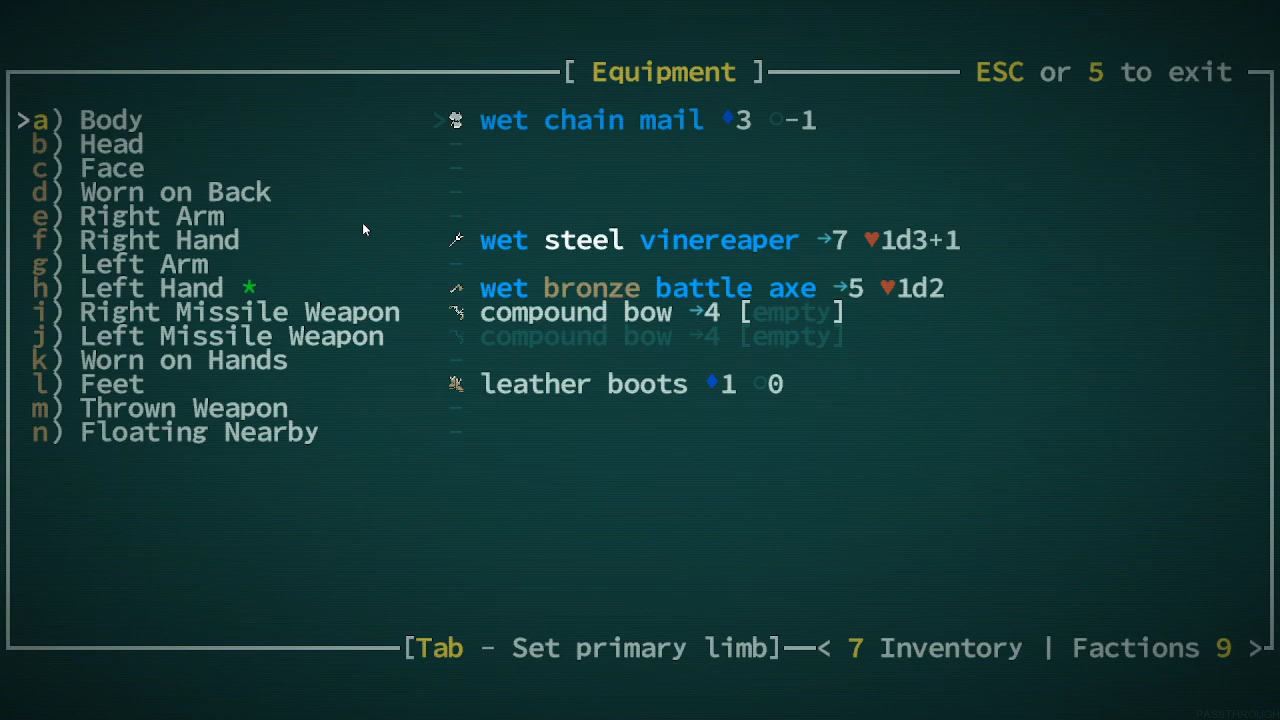 [ Equipment ] ESC or 5 to exit
>a) Body > wet chain mail ♦3 ○-1
b) Head -
c) Face -
d) Worn on Back -
e) Right Arm -
f) Right Hand wet steel vinereaper →7 ♥1d3+1
g) Left Arm -
h) Left Hand * wet bronze battle axe →5 ♥1d2
i) Right Missile Weapon compound bow →4 [empty]
j) Left Missile Weapon compound bow →4 [empty]
k) Worn on Hands -
l) Feet leather boots ♦1 ○0
m) Thrown Weapon -
n) Floating Nearby -
[Tab - Set primary limb] < 7 Inventory | Factions 9 >